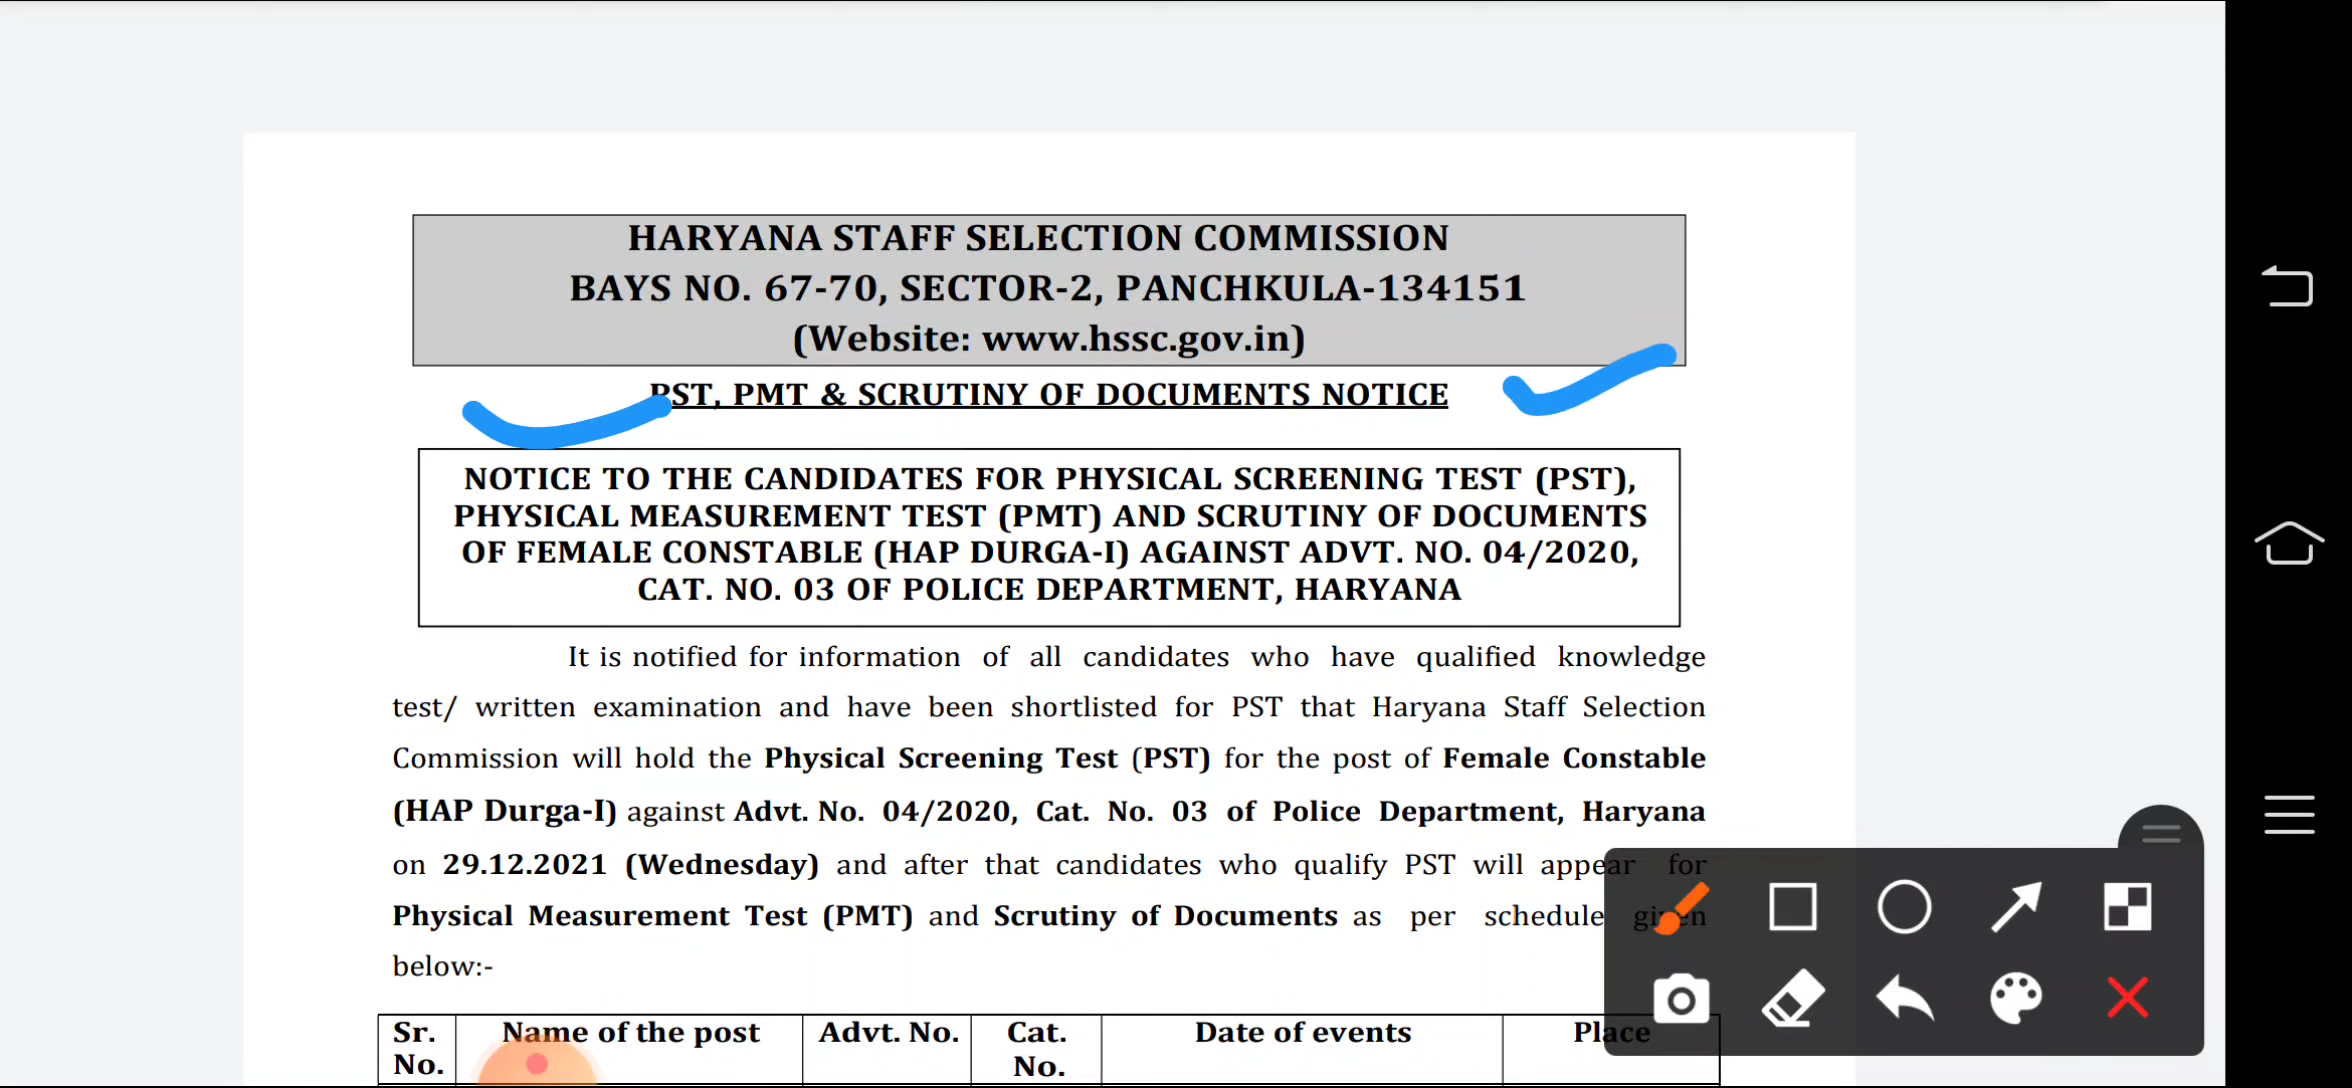 HARYANA STAFF SELECTION COMMISSION
BAYS NO. 67-70, SECTOR-2, PANCHKULA-134151
(Website: www.hssc.gov.in)
PST, PMT & SCRUTINY OF DOCUMENTS NOTICE
NOTICE TO THE CANDIDATES FOR PHYSICAL SCREENING TEST (PST),
PHYSICAL MEASUREMENT TEST (PMT) AND SCRUTINY OF DOCUMENTS
OF FEMALE CONSTABLE (HAP DURGA-I) AGAINST ADVT. NO. 04/2020,
CAT. NO. 03 OF POLICE DEPARTMENT, HARYANA
It is notified for information of all candidates who have qualified knowledge
test/ written examination and have been shortlisted for PST that Haryana Staff Selection
Commission will hold the Physical Screening Test (PST) for the post of Female Constable
(HAP Durga-I) against Advt. No. 04/2020, Cat. No. 03 of Police Department, Haryana
on 29.12.2021 (Wednesday) and after that candidates who qualify PST will appear for
Physical Measurement Test (PMT) and Scrutiny of Documents as per schedule given
below:-
Sr. No. Name of the post Advt. No. Cat. No. Date of events Place